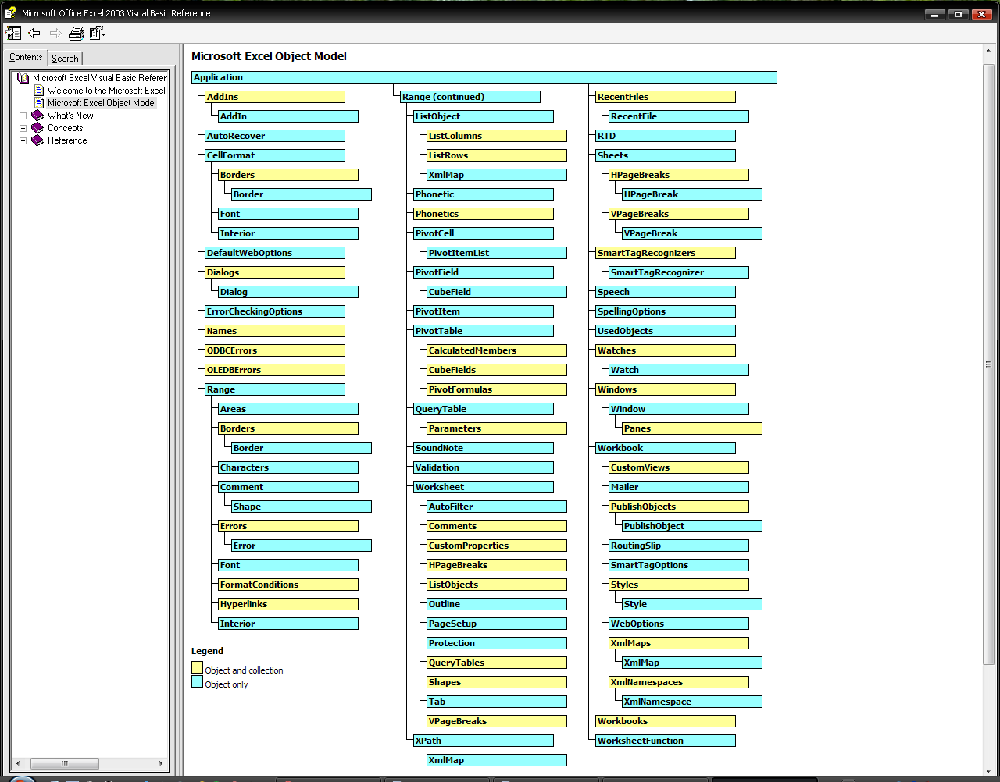 Microsoft Office Excel 2003 Visual Basic Reference
Contents
Search
Microsoft Excel Visual Basic Referer
Welcome to the Microsoft Excel
Microsoft Excel Object Model
What's New
Concepts
Reference
Microsoft Excel Object Model
Application
AddIns
AddIn
AutoRecover
CellFormat
Borders
Border
Font
Interior
DefaultWebOptions
Dialogs
Dialog
ErrorCheckingOptions
Names
ODBCErrors
OLEDBErrors
Range
Areas
Borders
Border
Characters
Comment
Shape
Errors
Error
Font
FormatConditions
Hyperlinks
Interior
Legend
Object and collection
Object only
Range (continued)
ListObject
ListColumns
ListRows
XmlMap
Phonetic
Phonetics
PivotCell
PivotItemList
PivotField
CubeField
PivotItem
PivotTable
CalculatedMembers
CubeFields
PivotFormulas
QueryTable
Parameters
SoundNote
Validation
Worksheet
AutoFilter
Comments
CustomProperties
HPageBreaks
ListObjects
Outline
PageSetup
Protection
QueryTables
Shapes
Tab
VPageBreaks
XPath
XmlMap
RecentFiles
RecentFile
RTD
Sheets
HPageBreaks
HPageBreak
VPageBreaks
VPageBreak
SmartTagRecognizers
SmartTagRecognizer
Speech
SpellingOptions
UsedObjects
Watches
Watch
Windows
Window
Panes
Workbook
CustomViews
Mailer
PublishObjects
PublishObject
RoutingSlip
SmartTagOptions
Styles
Style
WebOptions
XmlMaps
XmlMap
XmlNamespaces
XmlNamespace
Workbooks
WorksheetFunction